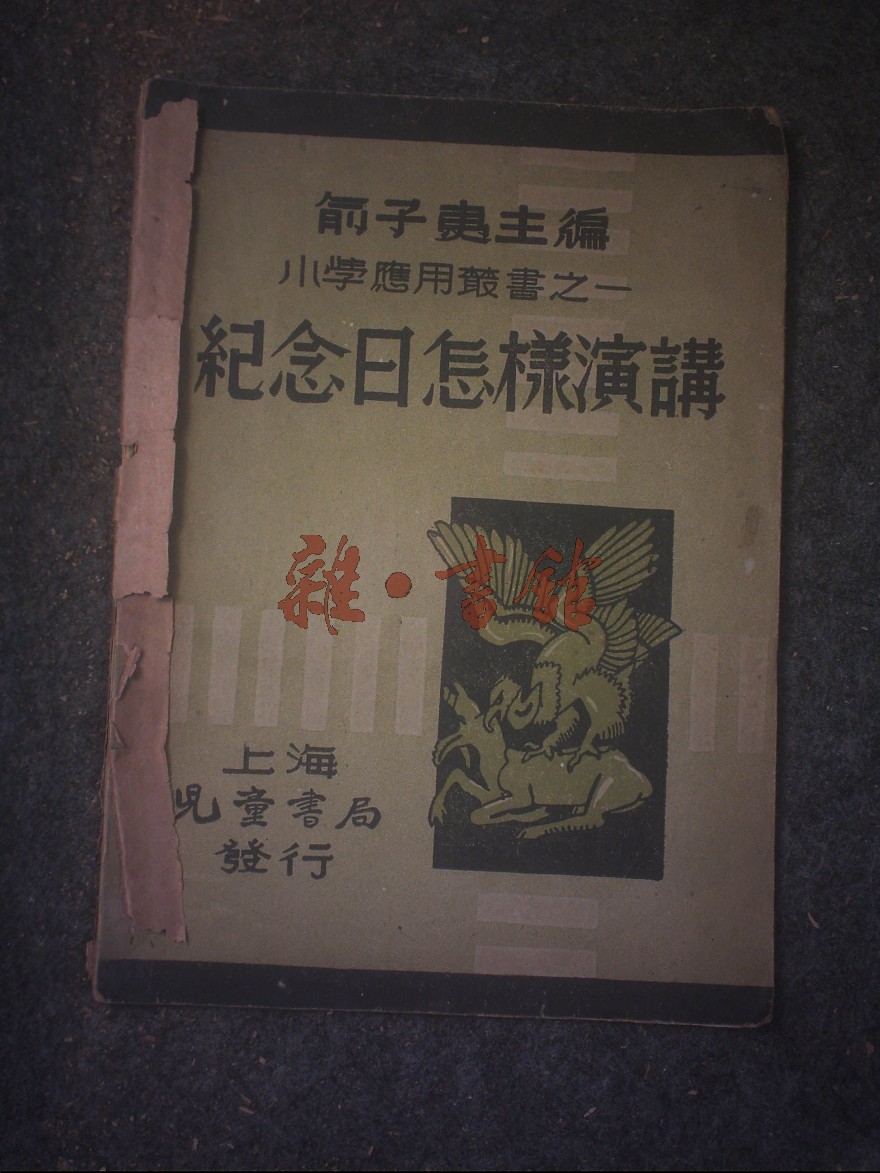 俞子夷主編
小學應用叢書之一
紀念日怎樣演講
雜·書館
上海
兒童書局
發行